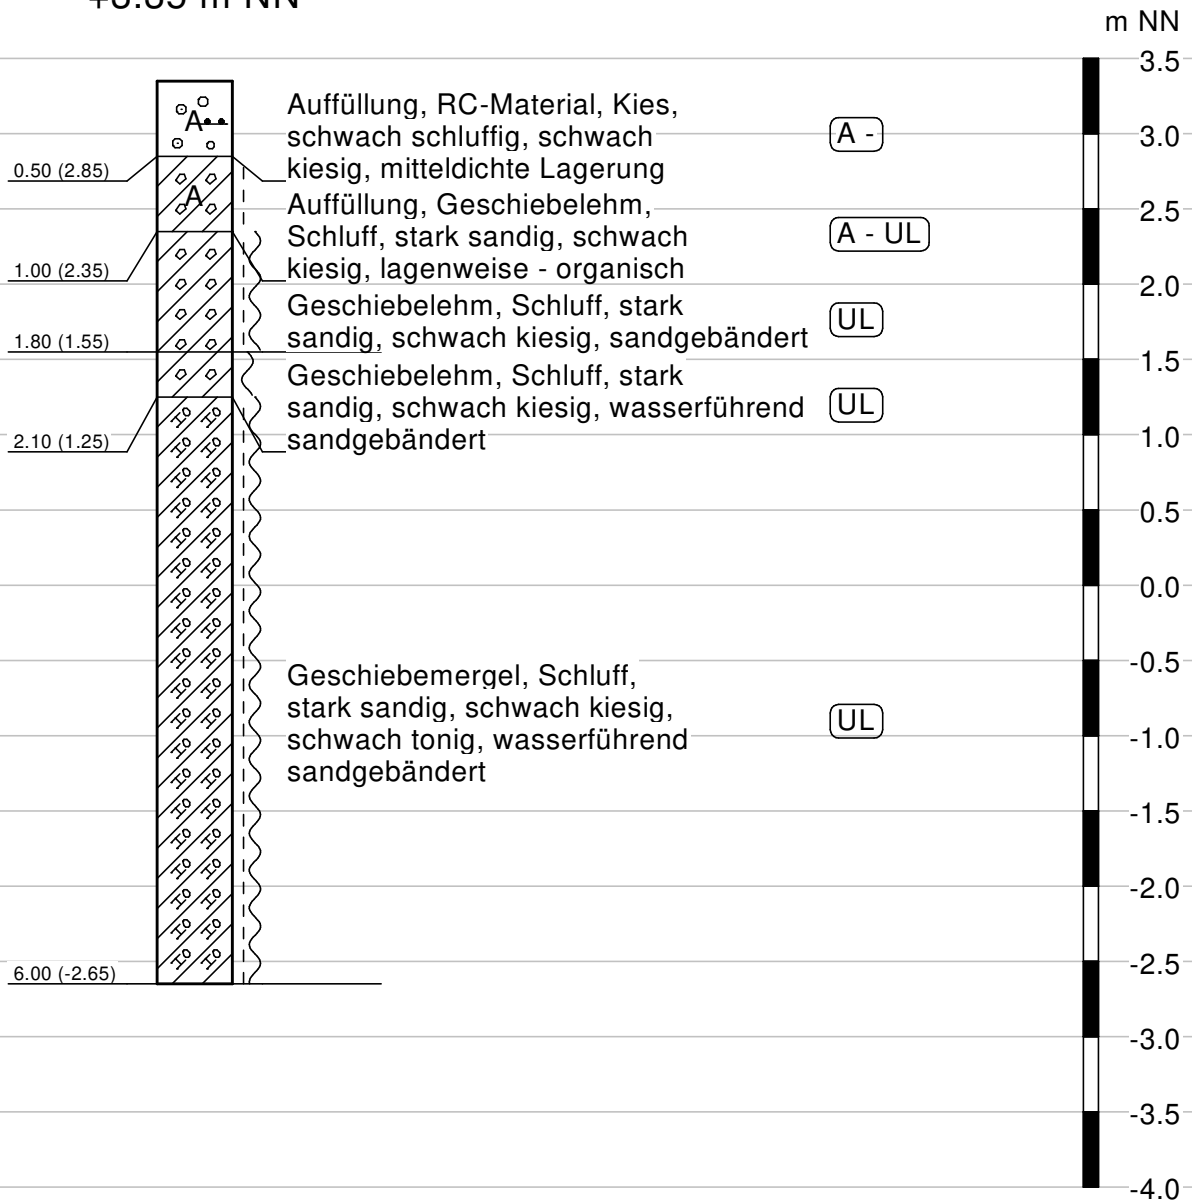 m NN
3.5
Auffüllung, RC-Material, Kies,
schwach schluffig, schwach
kiesig, mitteldichte Lagerung
A -
A
3.0
0.50 (2.85)
Auffüllung, Geschiebelehm,
Schluff, stark sandig, schwach
kiesig, lagenweise - organisch
A - UL
A
2.5
1.00 (2.35)
2.0
Geschiebelehm, Schluff, stark
sandig, schwach kiesig, sandgebändert
UL
1.80 (1.55)
1.5
Geschiebelehm, Schluff, stark
sandig, schwach kiesig, wasserführend
sandgebändert
UL
2.10 (1.25)
1.0
0.5
0.0
-0.5
Geschiebemergel, Schluff,
stark sandig, schwach kiesig,
schwach tonig, wasserführend
sandgebändert
UL
-1.0
-1.5
-2.0
-2.5
6.00 (-2.65)
-3.0
-3.5
-4.0